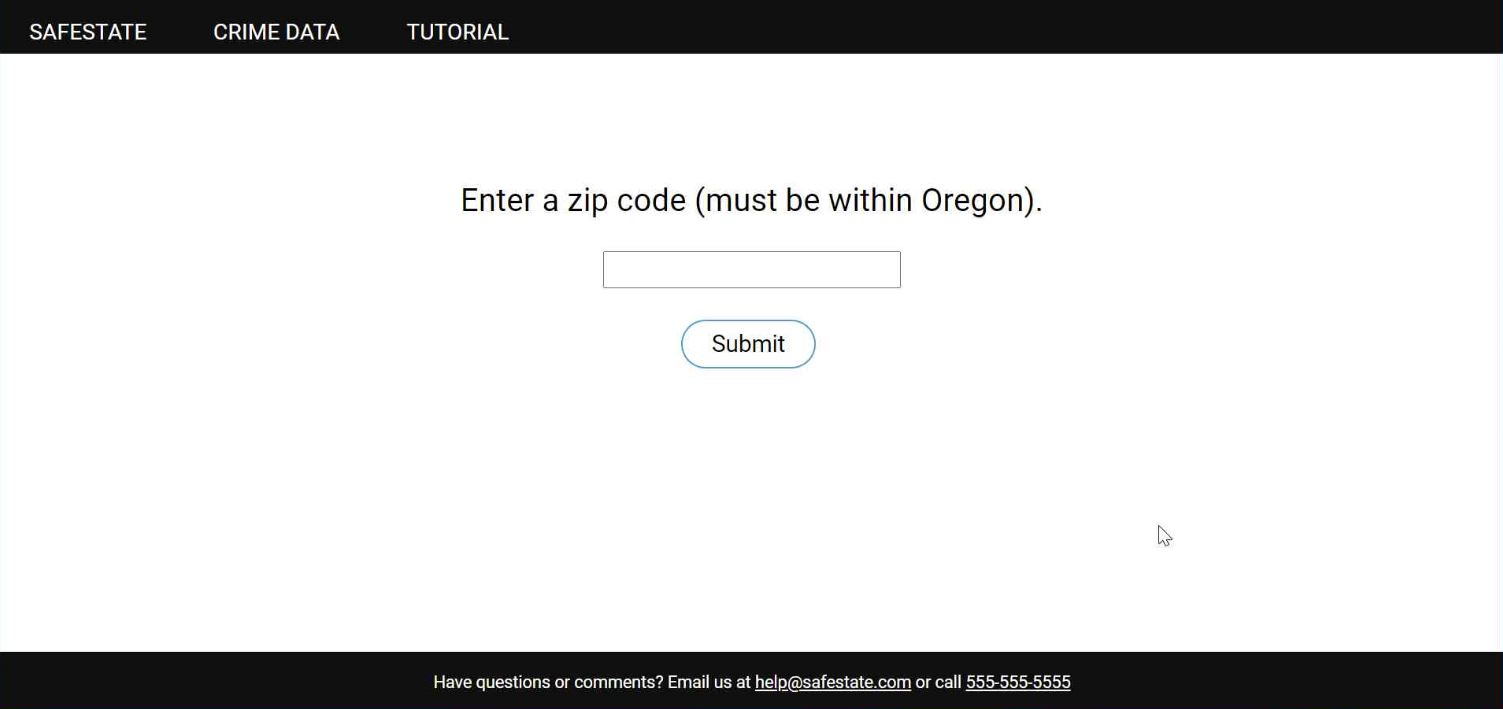 SAFESTATE CRIME DATA TUTORIAL
Enter a zip code (must be within Oregon).
Submit
Have questions or comments? Email us at help@safestate.com or call 555-555-5555